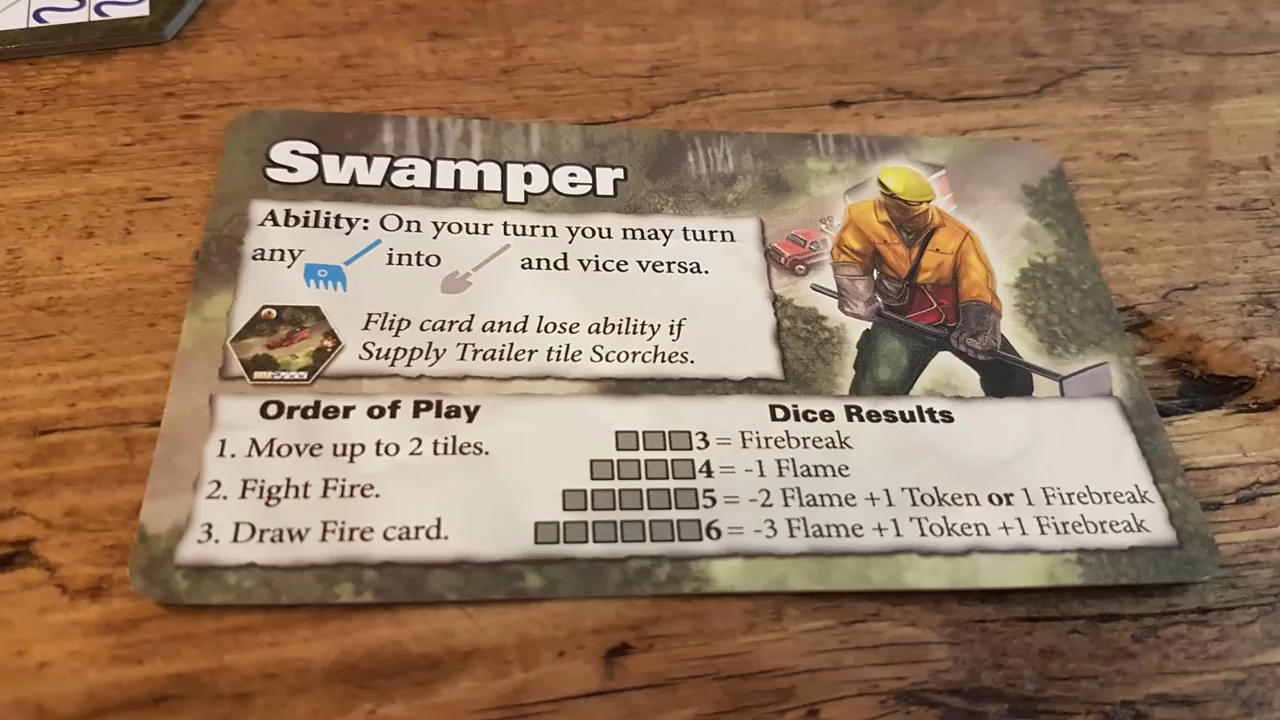 Swamper
Ability: On your turn you may turn
any into and vice versa.
Flip card and lose ability if
Supply Trailer tile Scorches.
Order of Play
1. Move up to 2 tiles.
2. Fight Fire.
3. Draw Fire card.
Dice Results
3 = Firebreak
4 = -1 Flame
5 = -2 Flame +1 Token or 1 Firebreak
6 = -3 Flame +1 Token +1 Firebreak